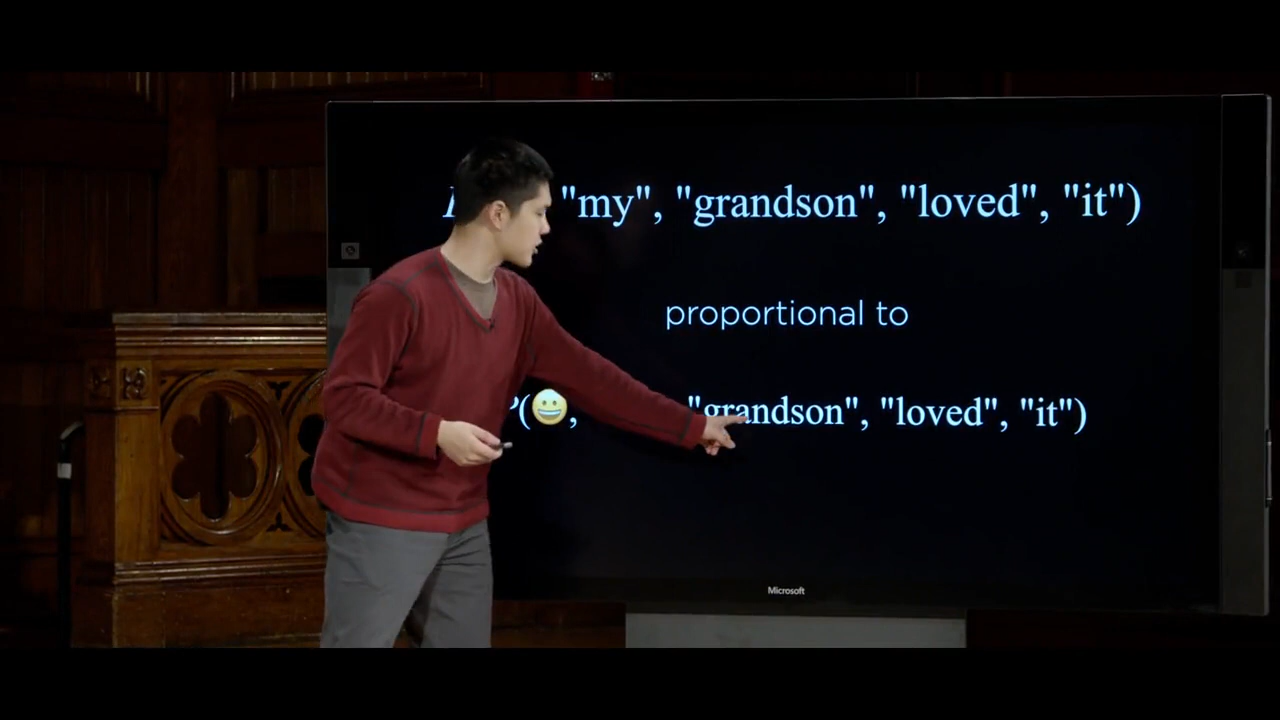 "my", "grandson", "loved", "it")
proportional to
(😀, "grandson", "loved", "it")
Microsoft